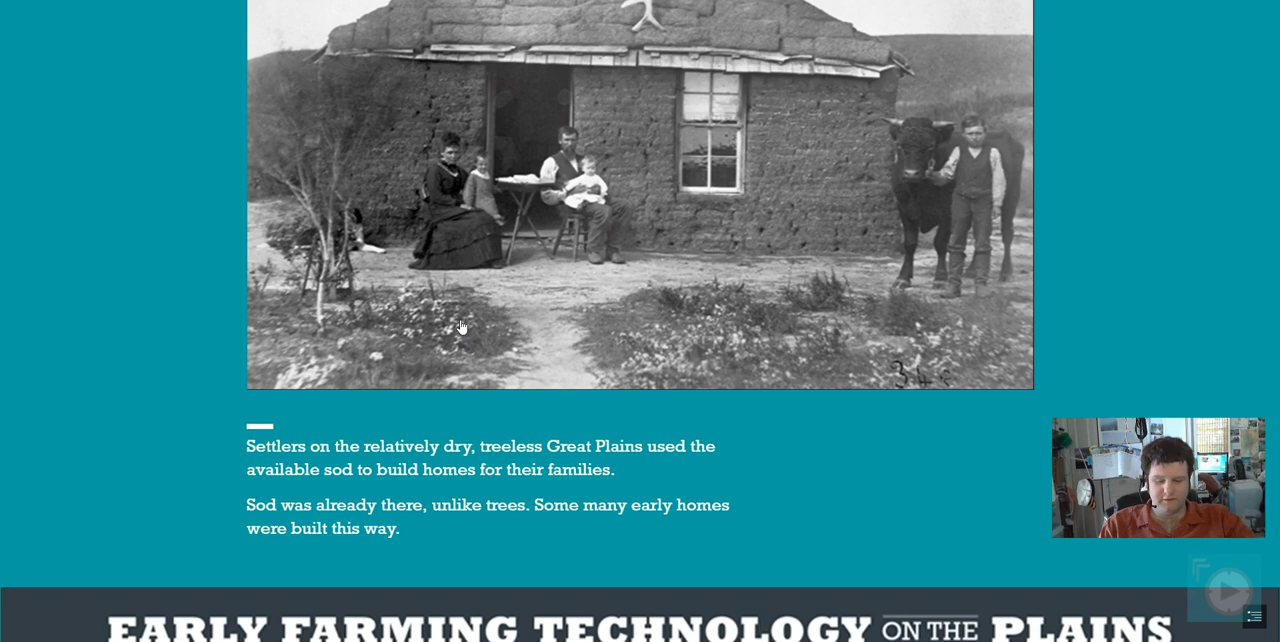 Settlers on the relatively dry, treeless Great Plains used the
available sod to build homes for their families.
Sod was already there, unlike trees. Some many early homes
were built this way.
EARLY FARMING TECHNOLOGY ON THE PLAINS